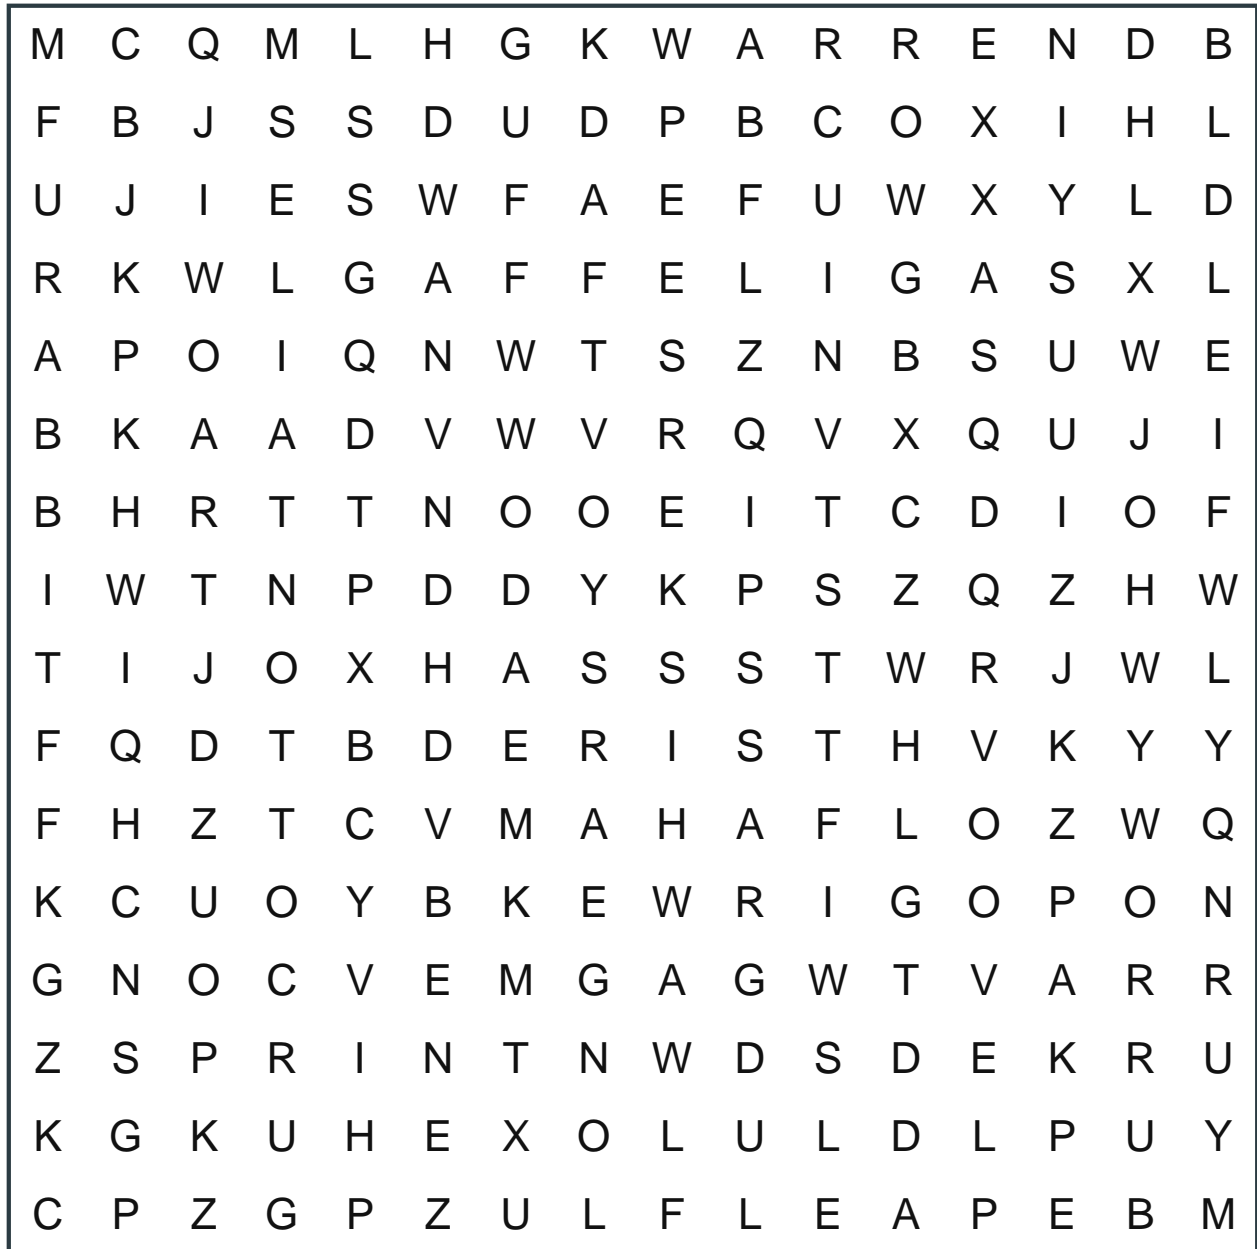 M C Q M L H G K W A R R E N D B
F B J S S D U D P B C O X I H L
U J I E S W F A E F U W X Y L D
R K W L G A F F E L I G A S X L
A P O I Q N W T S Z N B S U W E
B K A A D V W V R Q V X Q U J I
B H R T T N O O E I T C D I O F
I W T N P D D Y K P S Z Q Z H W
T I J O X H A S S S T W R J W L
F Q D T B D E R I S T H V K Y Y
F H Z T C V M A H A F L O Z W Q
K C U O Y B K E W R I G O P O N
G N O C V E M G A G W T V A R R
Z S P R I N T N W D S D E K R U
K G K U H E X O L U L D L P U Y
C P Z G P Z U L F L E A P E B M